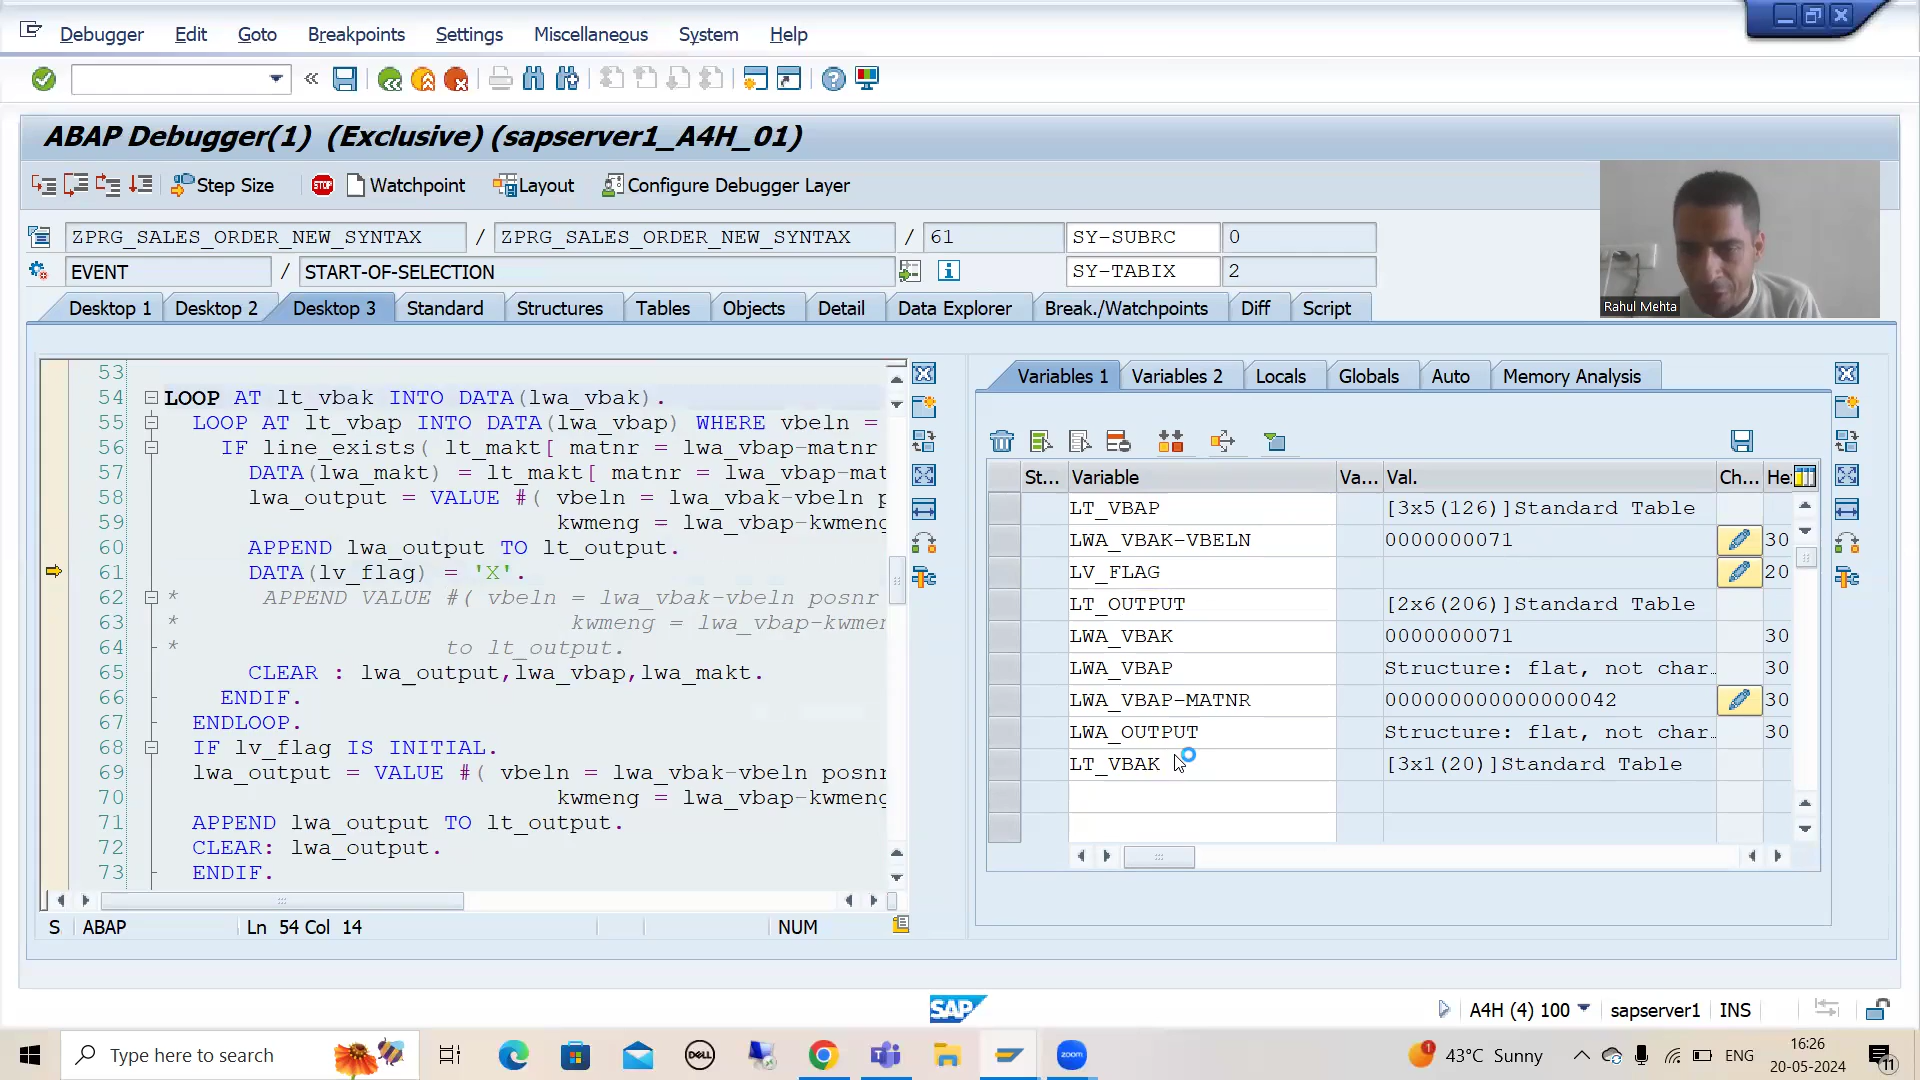 Debugger Edit Goto Breakpoints Settings Miscellaneous System Help
ABAP Debugger(1) (Exclusive) (sapserver1_A4H_01)
Step Size STOP Watchpoint Layout Configure Debugger Layer
ZPRG_SALES_ORDER_NEW_SYNTAX / ZPRG_SALES_ORDER_NEW_SYNTAX / 61 SY-SUBRC 0
EVENT / START-OF-SELECTION SY-TABIX 2
Rahul Mehta
Desktop 1 Desktop 2 Desktop 3 Standard Structures Tables Objects Detail Data Explorer Break./Watchpoints Diff Script
53
54 LOOP AT lt_vbak INTO DATA(lwa_vbak).
55 LOOP AT lt_vbap INTO DATA(lwa_vbap) WHERE vbeln =
56 IF line_exists( lt_makt[ matnr = lwa_vbap-matnr
57 DATA(lwa_makt) = lt_makt[ matnr = lwa_vbap-mat
58 lwa_output = VALUE #( vbeln = lwa_vbak-vbeln p
59 kwmeng = lwa_vbap-kwmeng
60 APPEND lwa_output TO lt_output.
61 DATA(lv_flag) = 'X'.
62 * APPEND VALUE #( vbeln = lwa_vbak-vbeln posnr
63 * kwmeng = lwa_vbap-kwmer
64 * to lt_output.
65 CLEAR : lwa_output,lwa_vbap,lwa_makt.
66 ENDIF.
67 ENDLOOP.
68 IF lv_flag IS INITIAL.
69 lwa_output = VALUE #( vbeln = lwa_vbak-vbeln posnr
70 kwmeng = lwa_vbap-kwmeng
71 APPEND lwa_output TO lt_output.
72 CLEAR: lwa_output.
73 ENDIF.
S ABAP Ln 54 Col 14 NUM
Variables 1 Variables 2 Locals Globals Auto Memory Analysis
St... Variable Va... Val. Ch... He
LT_VBAP [3x5(126)]Standard Table
LWA_VBAK-VBELN 0000000071 30
LV_FLAG 20
LT_OUTPUT [2x6(206)]Standard Table
LWA_VBAK 0000000071 30
LWA_VBAP Structure: flat, not char.. 30
LWA_VBAP-MATNR 000000000000000042 30
LWA_OUTPUT Structure: flat, not char.. 30
LT_VBAK [3x1(20)]Standard Table
SAP
A4H (4) 100 sapserver1 INS
Type here to search
DELL
zoom
1
43°C Sunny
ENG
16:26
20-05-2024
11